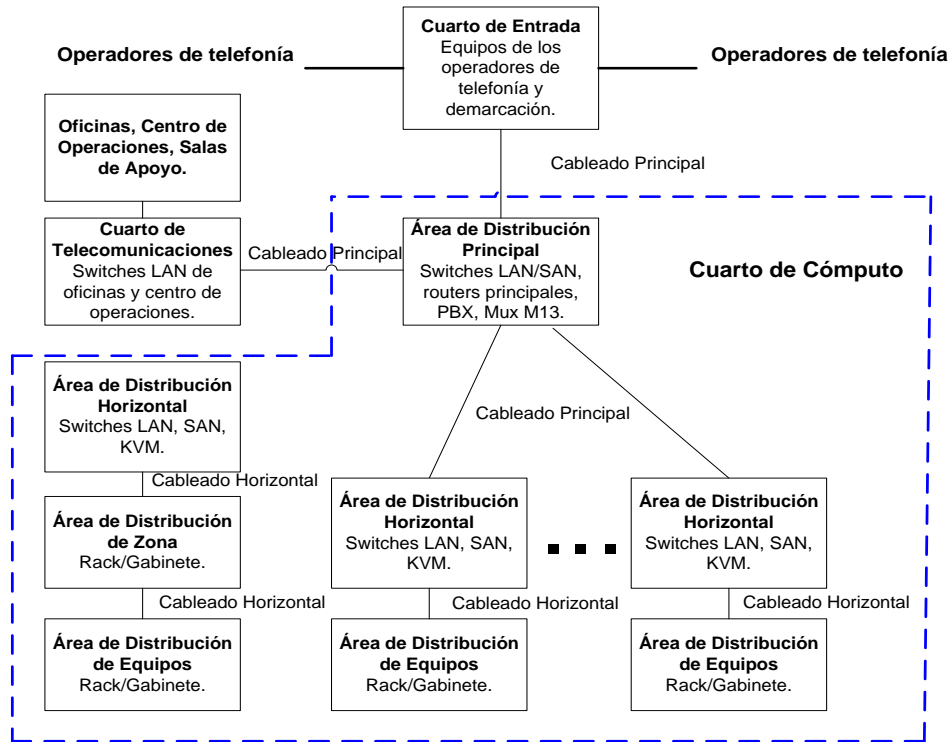 Cuarto de Entrada
Equipos de los
operadores de
telefonía y
demarcación.
Operadores de telefonía
Operadores de telefonía
Oficinas, Centro de
Operaciones, Salas
de Apoyo.
Cableado Principal
Cuarto de
Telecomunicaciones
Switches LAN de
oficinas y centro de
operaciones.
Cableado Principal
Área de Distribución
Principal
Switches LAN/SAN,
routers principales,
PBX, Mux M13.
Cuarto de Cómputo
Área de Distribución
Horizontal
Switches LAN, SAN,
KVM.
Cableado Principal
Cableado Horizontal
Área de Distribución
de Zona
Rack/Gabinete.
Área de Distribución
Horizontal
Switches LAN, SAN,
KVM.
Área de Distribución
Horizontal
Switches LAN, SAN,
KVM.
Cableado Horizontal
Cableado Horizontal
Cableado Horizontal
Área de Distribución
de Equipos
Rack/Gabinete.
Área de Distribución
de Equipos
Rack/Gabinete.
Área de Distribución
de Equipos
Rack/Gabinete.